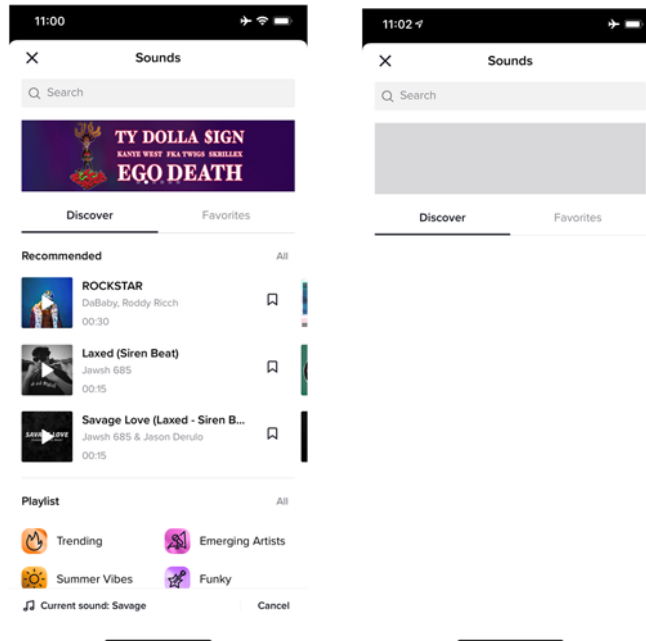 11:00
Sounds
Search
TY DOLLA $IGN
KANYE WEST FKA TWIGS SKRILLEX
EGO DEATH
Discover Favorites
Recommended All
ROCKSTAR
DaBaby, Roddy Ricch
00:30
Laxed (Siren Beat)
Jawsh 685
00:15
SAVAGE LOVE
Savage Love (Laxed - Siren B...
Jawsh 685 & Jason Derulo
00:15
Playlist All
Trending Emerging Artists
Summer Vibes Funky
Current sound: Savage Cancel
11:02
Sounds
Search
Discover Favorites